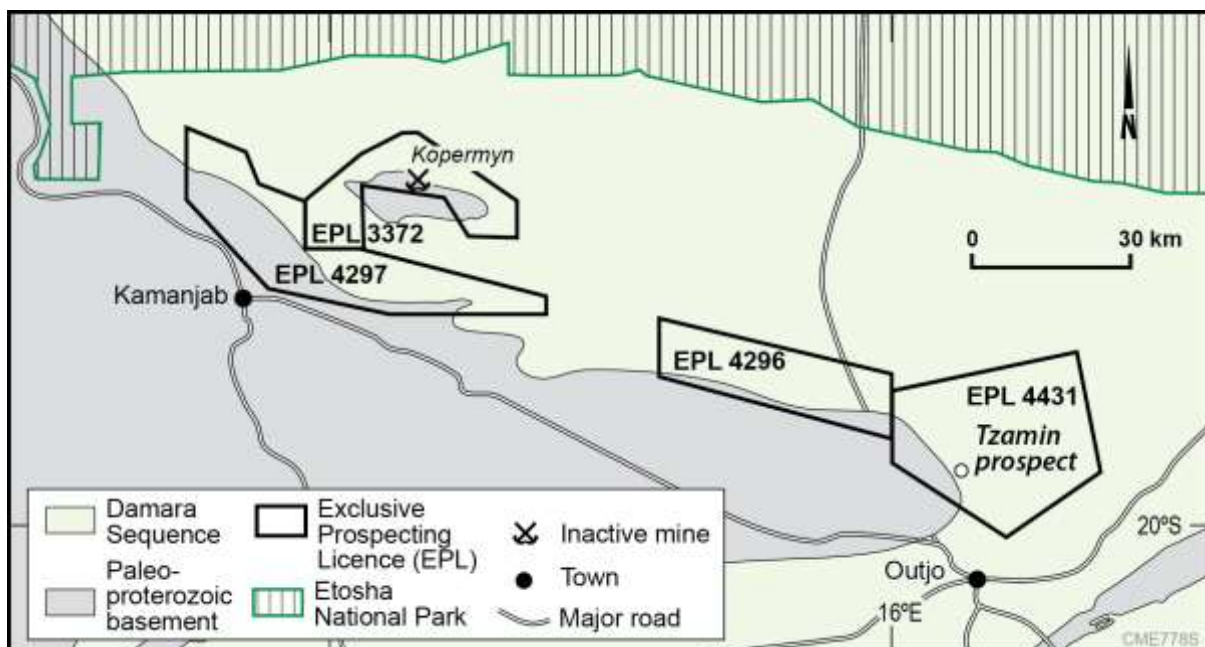 Kopermyn
N
EPL 3372
0 30 km
EPL 4297
Kamanjab
EPL 4296
EPL 4431
Tzamin
prospect
Damara
Sequence
Exclusive
Prospecting
Licence (EPL)
Inactive mine
Paleo-
proterozoic
basement
Etosha
National Park
Town
Major road
20ºS
Outjo
16ºE
CME778S